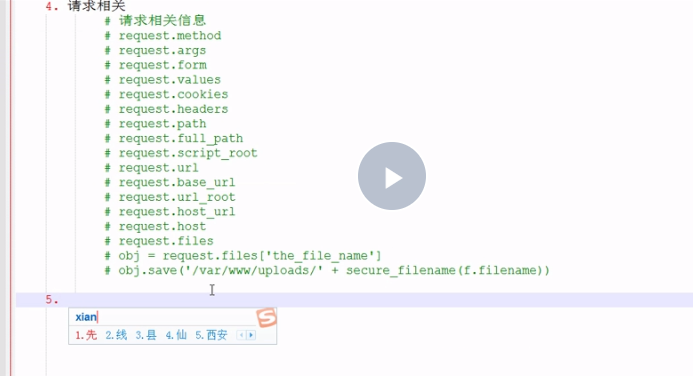 4. 请求相关
# 请求相关信息
# request.method
# request.args
# request.form
# request.values
# request.cookies
# request.headers
# request.path
# request.full_path
# request.script_root
# request.url
# request.base_url
# request.url_root
# request.host_url
# request.host
# request.files
# obj = request.files['the_file_name']
# obj.save('/var/www/uploads/' + secure_filename(f.filename))
5.
xian
1.先 2.线 3.县 4.仙 5.西安